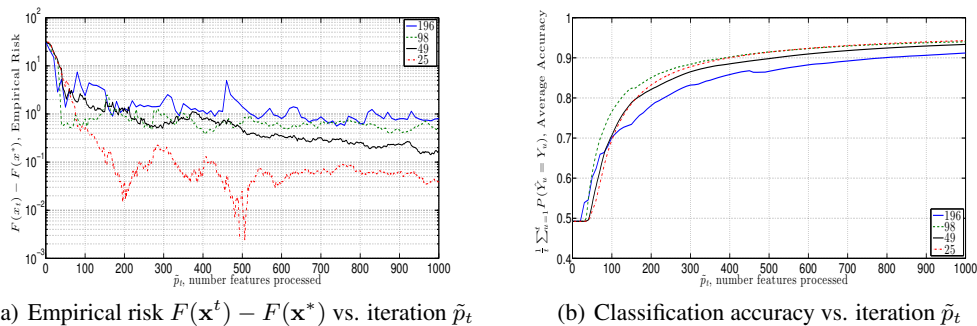 F(x_t) − F(x*), Empirical Risk
10^2
10^1
10^0
10^−1
10^−2
10^−3
0 100 200 300 400 500 600 700 800 900 1000
p̃_t, number features processed
196
98
49
25
a) Empirical risk F(x^t) − F(x*) vs. iteration p̃_t
1/t ∑_{u=1}^t P(Ŷ_u = Y_u), Average Accuracy
1
0.9
0.8
0.7
0.6
0.5
0.4
0 100 200 300 400 500 600 700 800 900 1000
p̃_t, number features processed
196
98
49
25
(b) Classification accuracy vs. iteration p̃_t